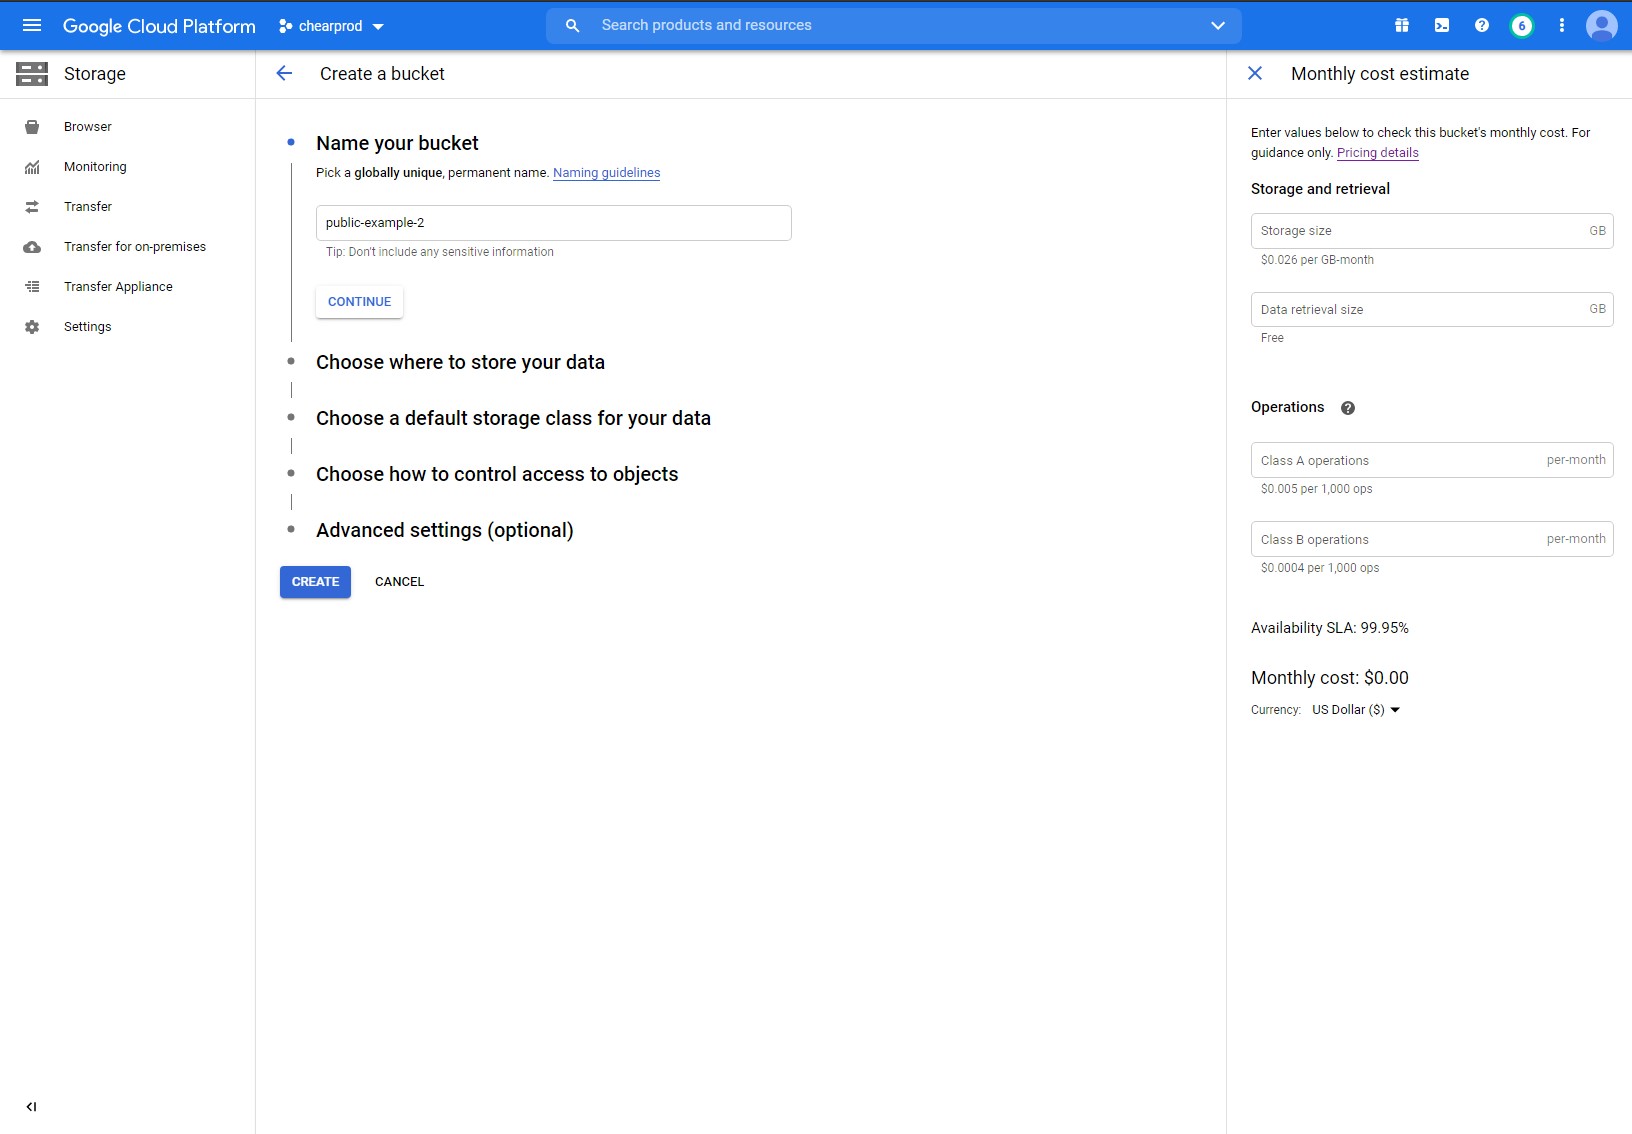 Google Cloud Platform
chearprod
Search products and resources
6
Storage
Browser
Monitoring
Transfer
Transfer for on-premises
Transfer Appliance
Settings
Create a bucket
Name your bucket
Pick a globally unique, permanent name. Naming guidelines
public-example-2
Tip: Don't include any sensitive information
CONTINUE
Choose where to store your data
Choose a default storage class for your data
Choose how to control access to objects
Advanced settings (optional)
CREATE CANCEL
Monthly cost estimate
Enter values below to check this bucket's monthly cost. For
guidance only. Pricing details
Storage and retrieval
Storage size GB
$0.026 per GB-month
Data retrieval size GB
Free
Operations
Class A operations per-month
$0.005 per 1,000 ops
Class B operations per-month
$0.0004 per 1,000 ops
Availability SLA: 99.95%
Monthly cost: $0.00
Currency: US Dollar ($)